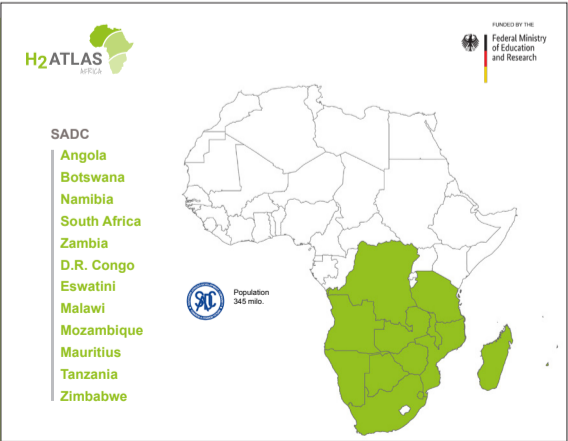 FUNDED BY THE
Federal Ministry
of Education
and Research
H2ATLAS
AFRICA
SADC
Angola
Botswana
Namibia
South Africa
Zambia
D.R. Congo
Eswatini
Malawi
Mozambique
Mauritius
Tanzania
Zimbabwe
Population
345 milo.